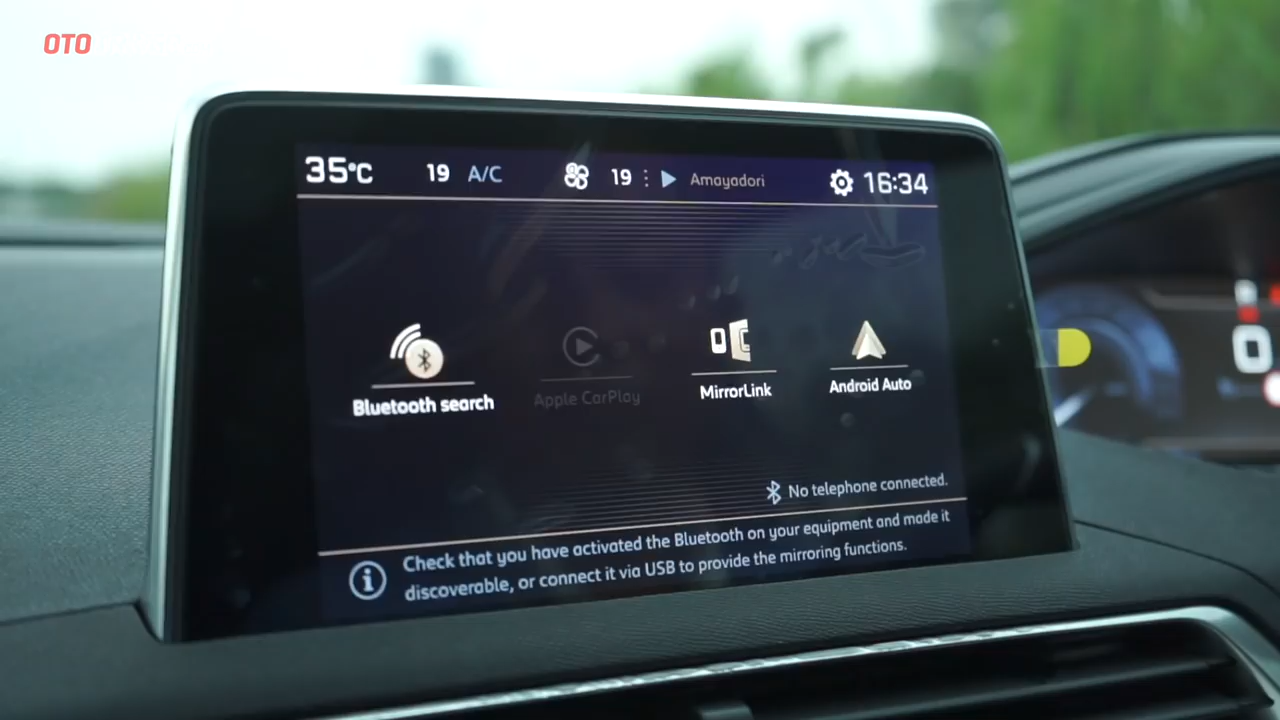 OTO
35°C 19 A/C 19 Amayadori 16:34
Bluetooth search
Apple CarPlay
MirrorLink
Android Auto
No telephone connected.
Check that you have activated the Bluetooth on your equipment and made it
discoverable, or connect it via USB to provide the mirroring functions.
0